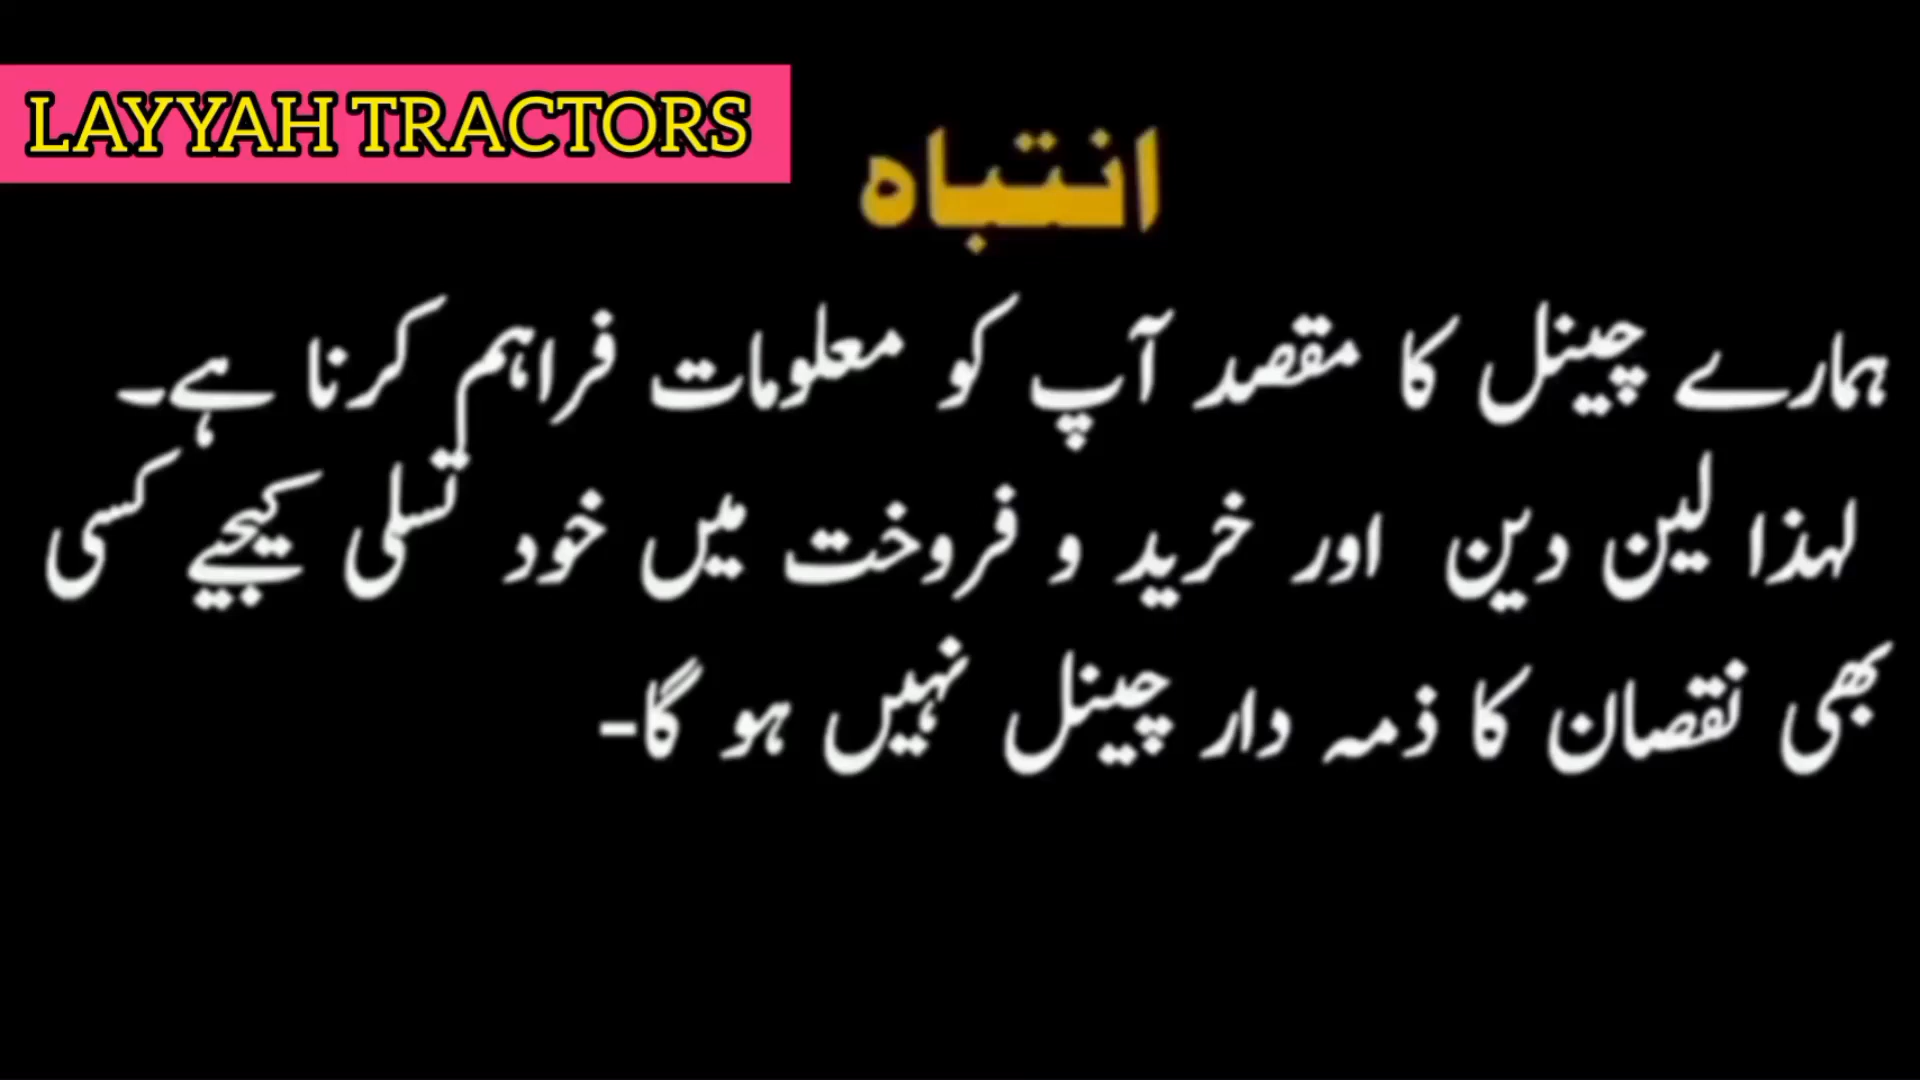 LAYYAH TRACTORS
انتباہ
ہمارے چینل کا مقصد آپ کو معلومات فراہم کرنا ہے۔
لہذا لین دین اور خرید و فروخت میں خود تسلی کیجیے کسی
بھی نقصان کا ذمہ دار چینل نہیں ہو گا-